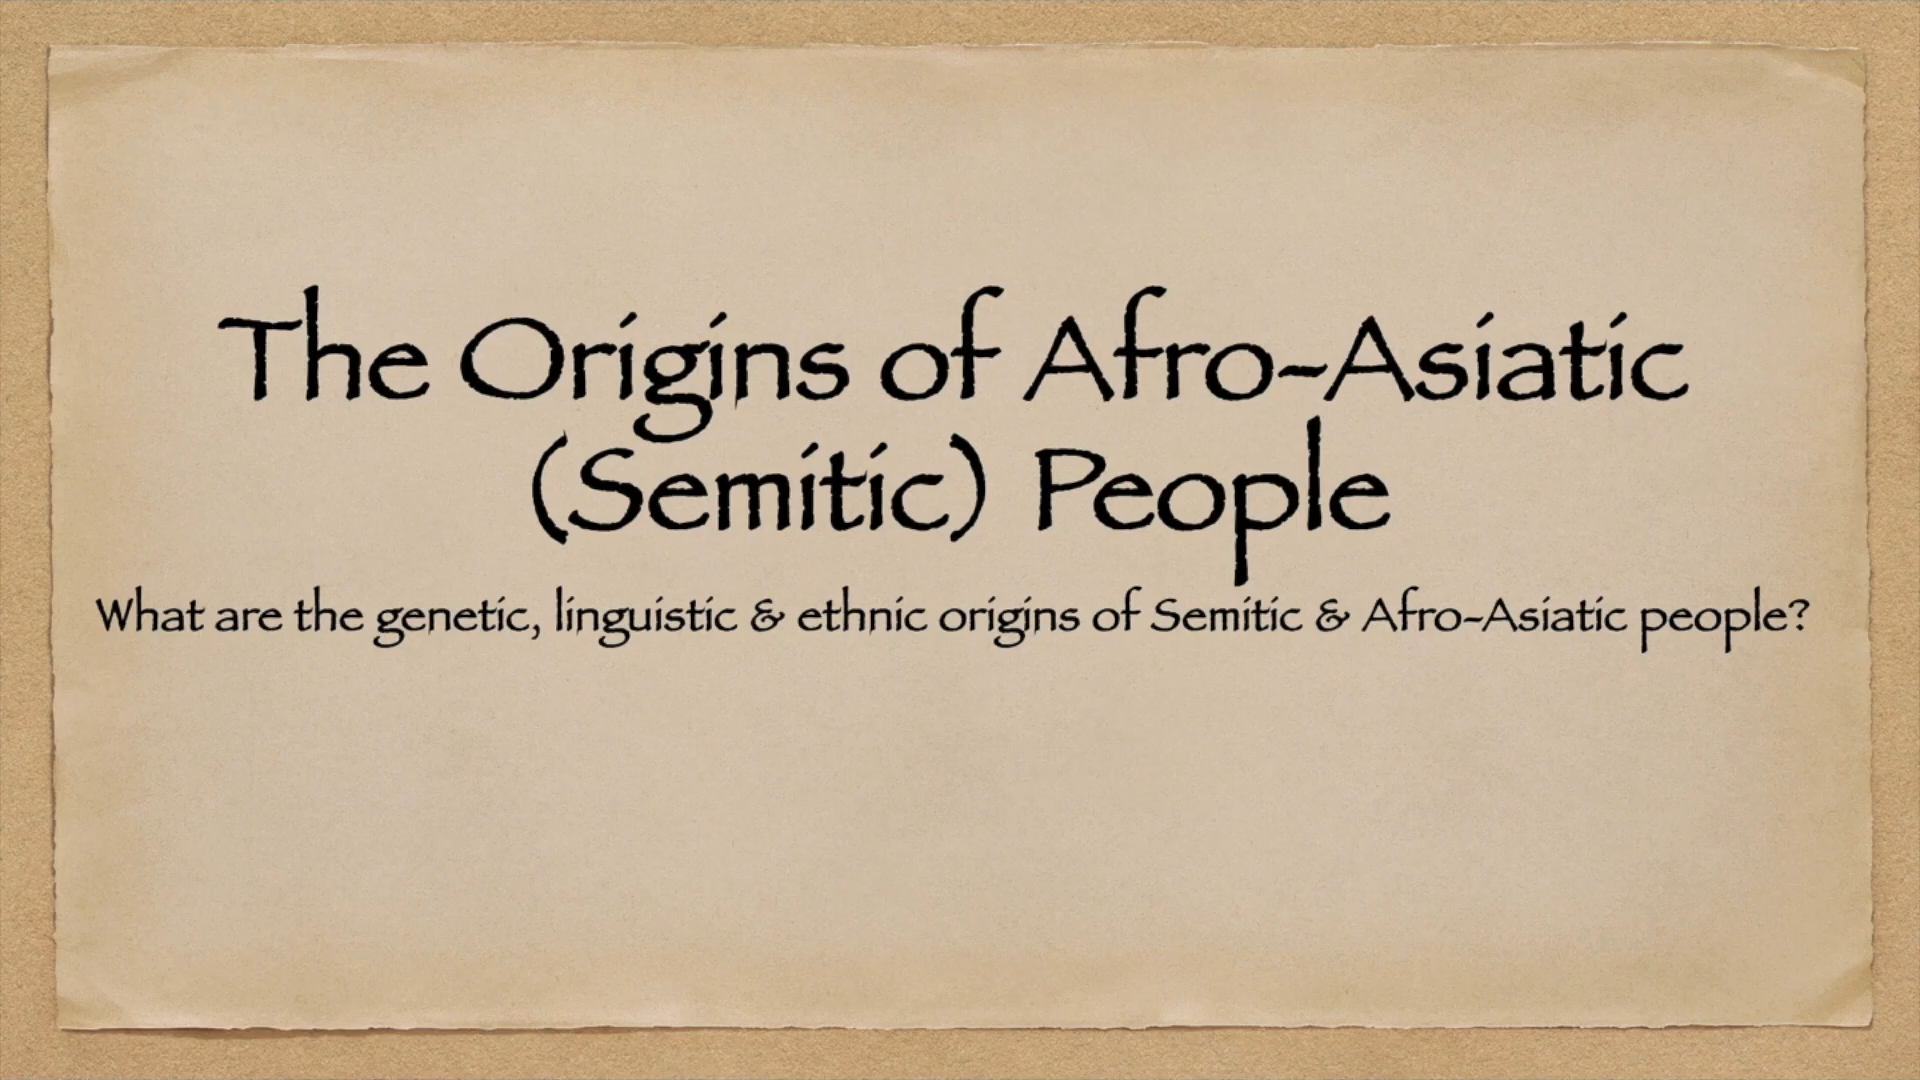 The Origins of Afro-Asiatic
(Semitic) People
What are the genetic, linguistic & ethnic origins of Semitic & Afro-Asiatic people?